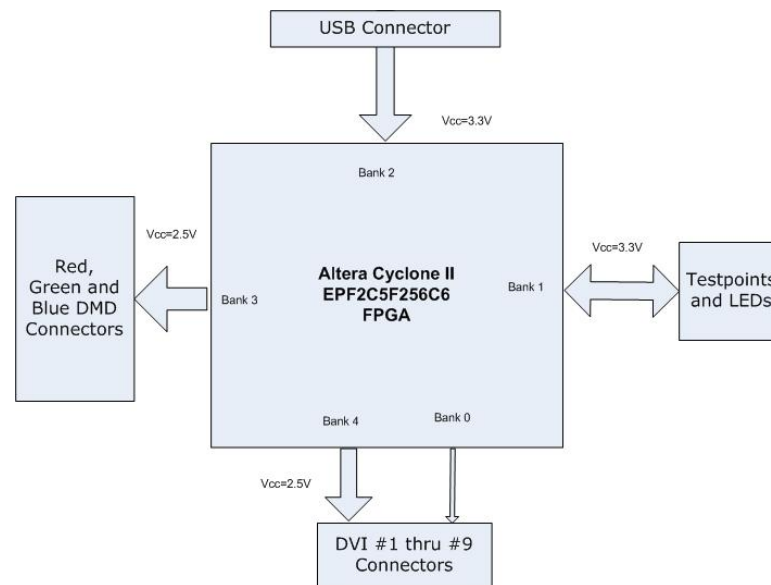 USB Connector
Vcc=3.3V
Bank 2
Vcc=2.5V
Vcc=3.3V
Red,
Green and
Blue DMD
Connectors
Bank 3
Altera Cyclone II
EPF2C5F256C6
FPGA
Bank 1
Testpoints
and LEDs
Bank 4
Bank 0
Vcc=2.5V
DVI #1 thru #9
Connectors